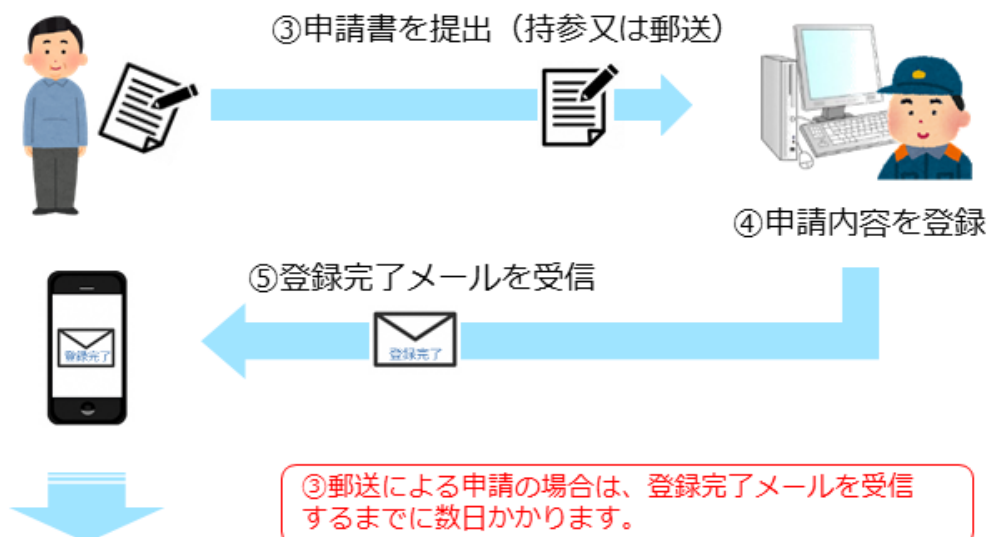 ③申請書を提出（持参又は郵送）
④申請内容を登録
⑤登録完了メールを受信
登録完了
登録完了
③郵送による申請の場合は、登録完了メールを受信
するまでに数日かかります。